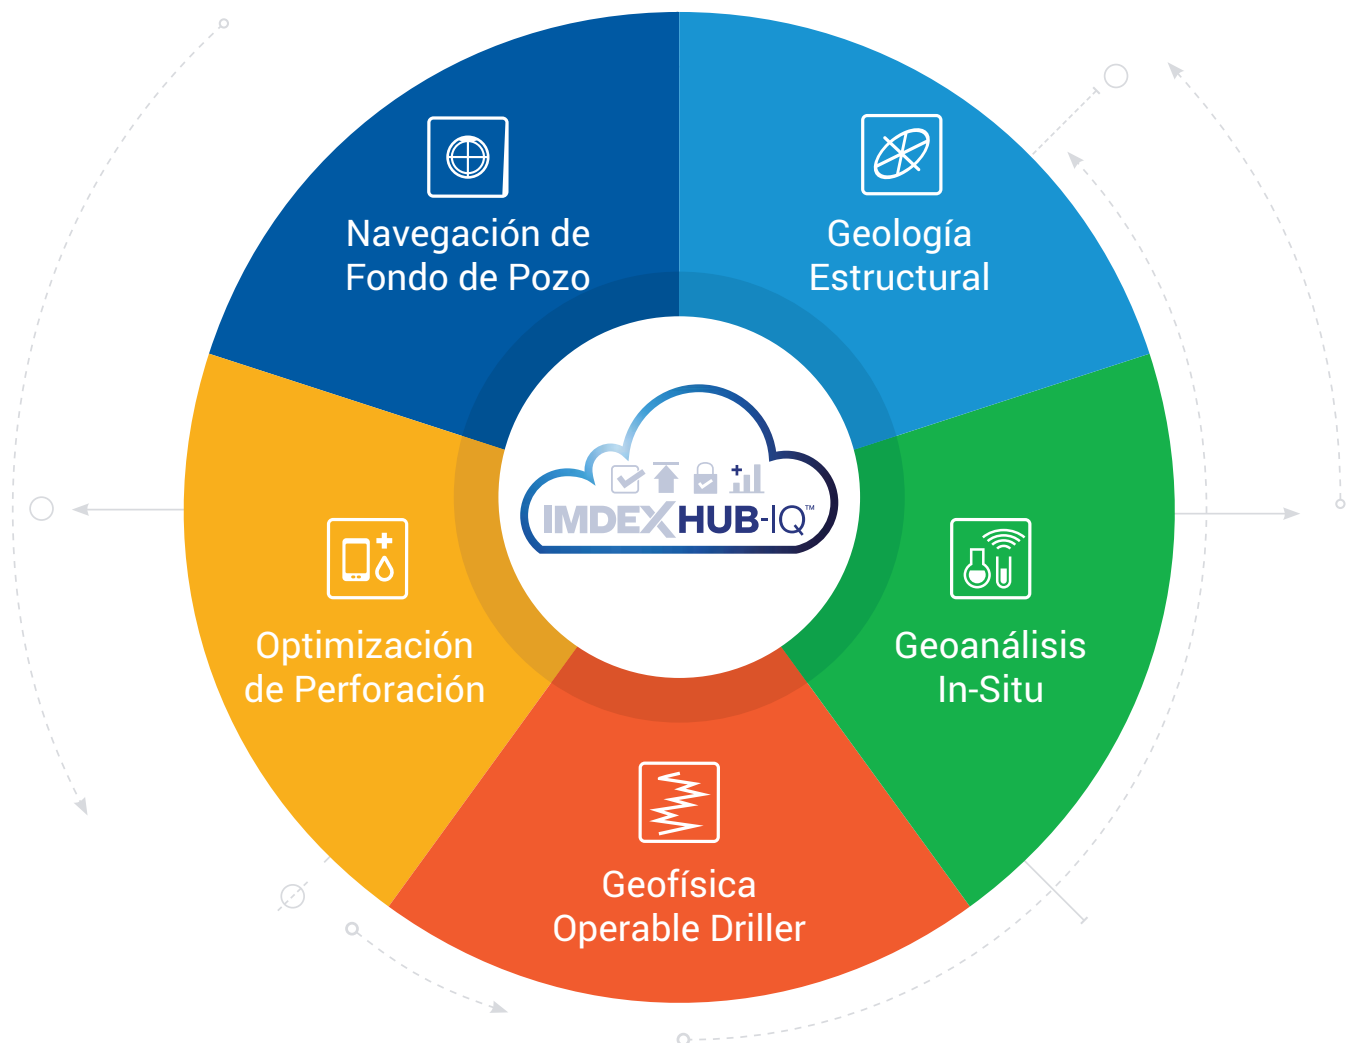 Navegación de
Fondo de Pozo
Geología
Estructural
IMDEX HUB-IQ™
Optimización
de Perforación
Geoanálisis
In-Situ
Geofísica
Operable Driller